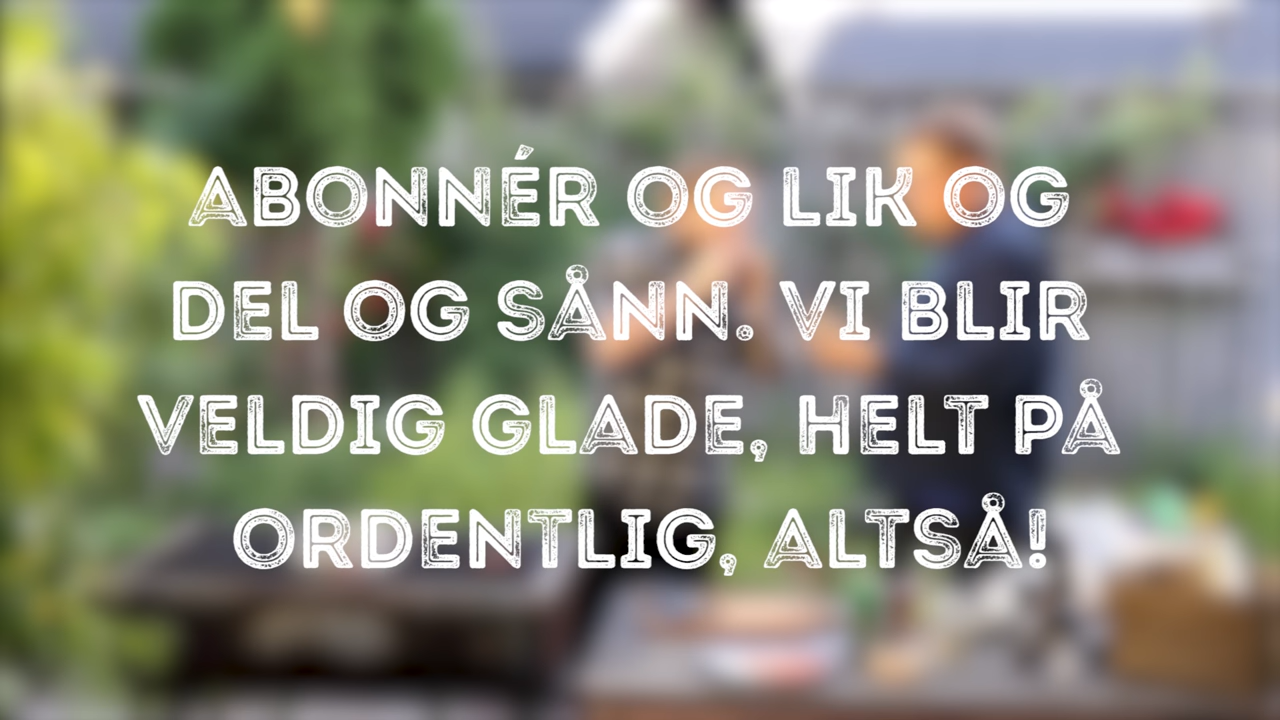 ABONNÉR OG LIK OG
DEL OG SÅNN. VI BLIR
VELDIG GLADE, HELT PÅ
ORDENTLIG, ALTSÅ!